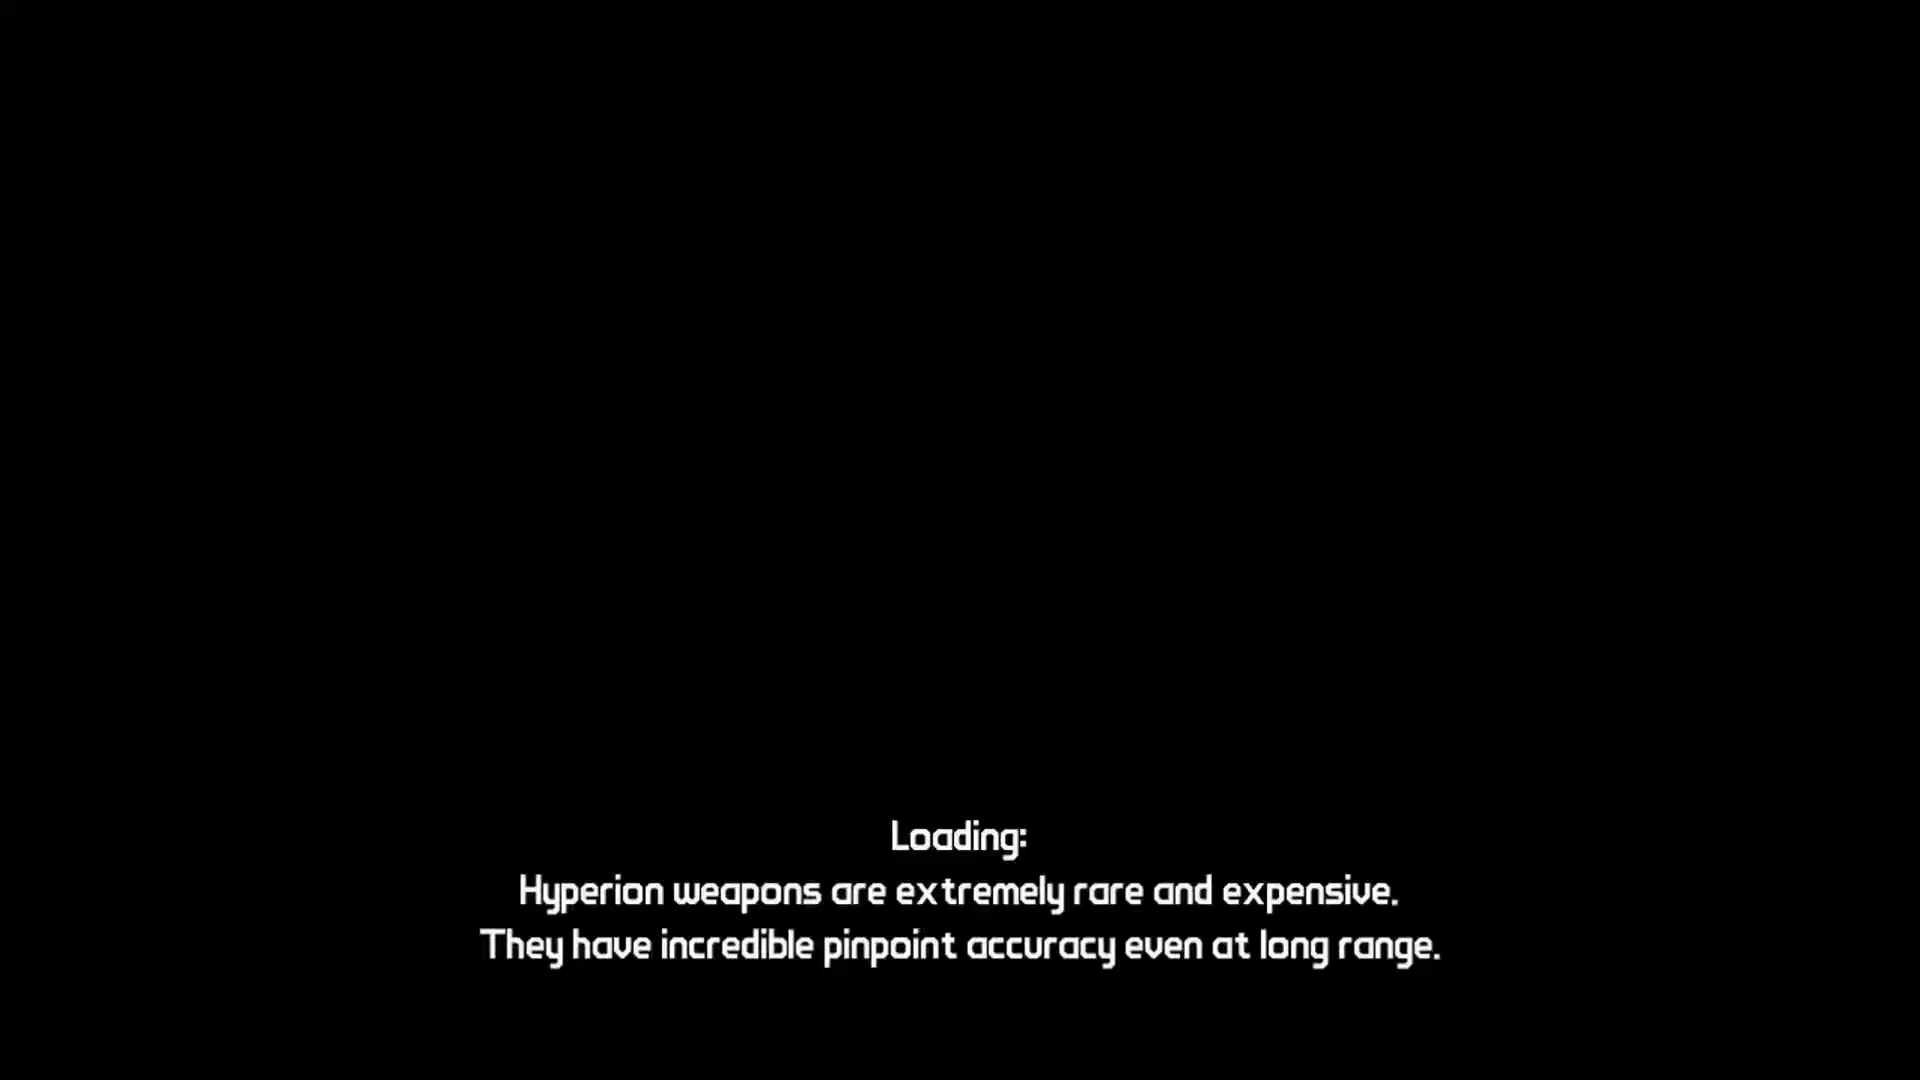 Loading:
Hyperion weapons are extremely rare and expensive.
They have incredible pinpoint accuracy even at long range.